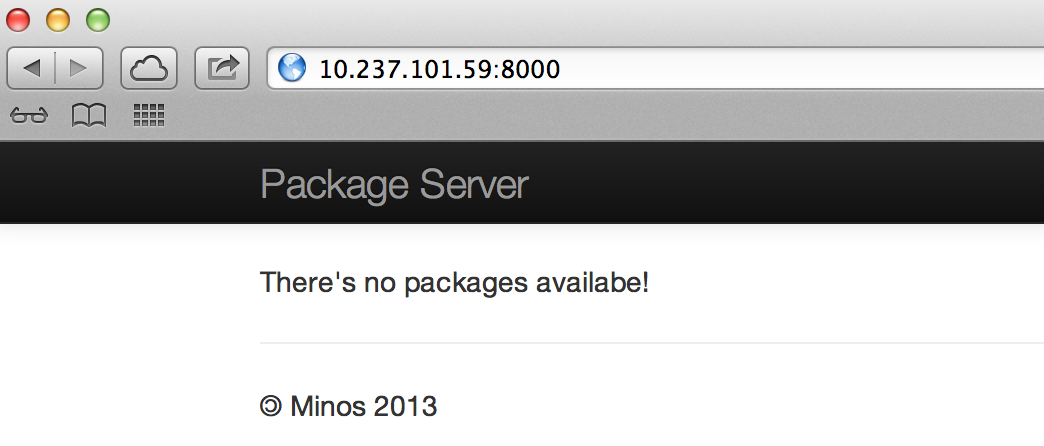 10.237.101.59:8000
Package Server
There's no packages availabe!
© Minos 2013